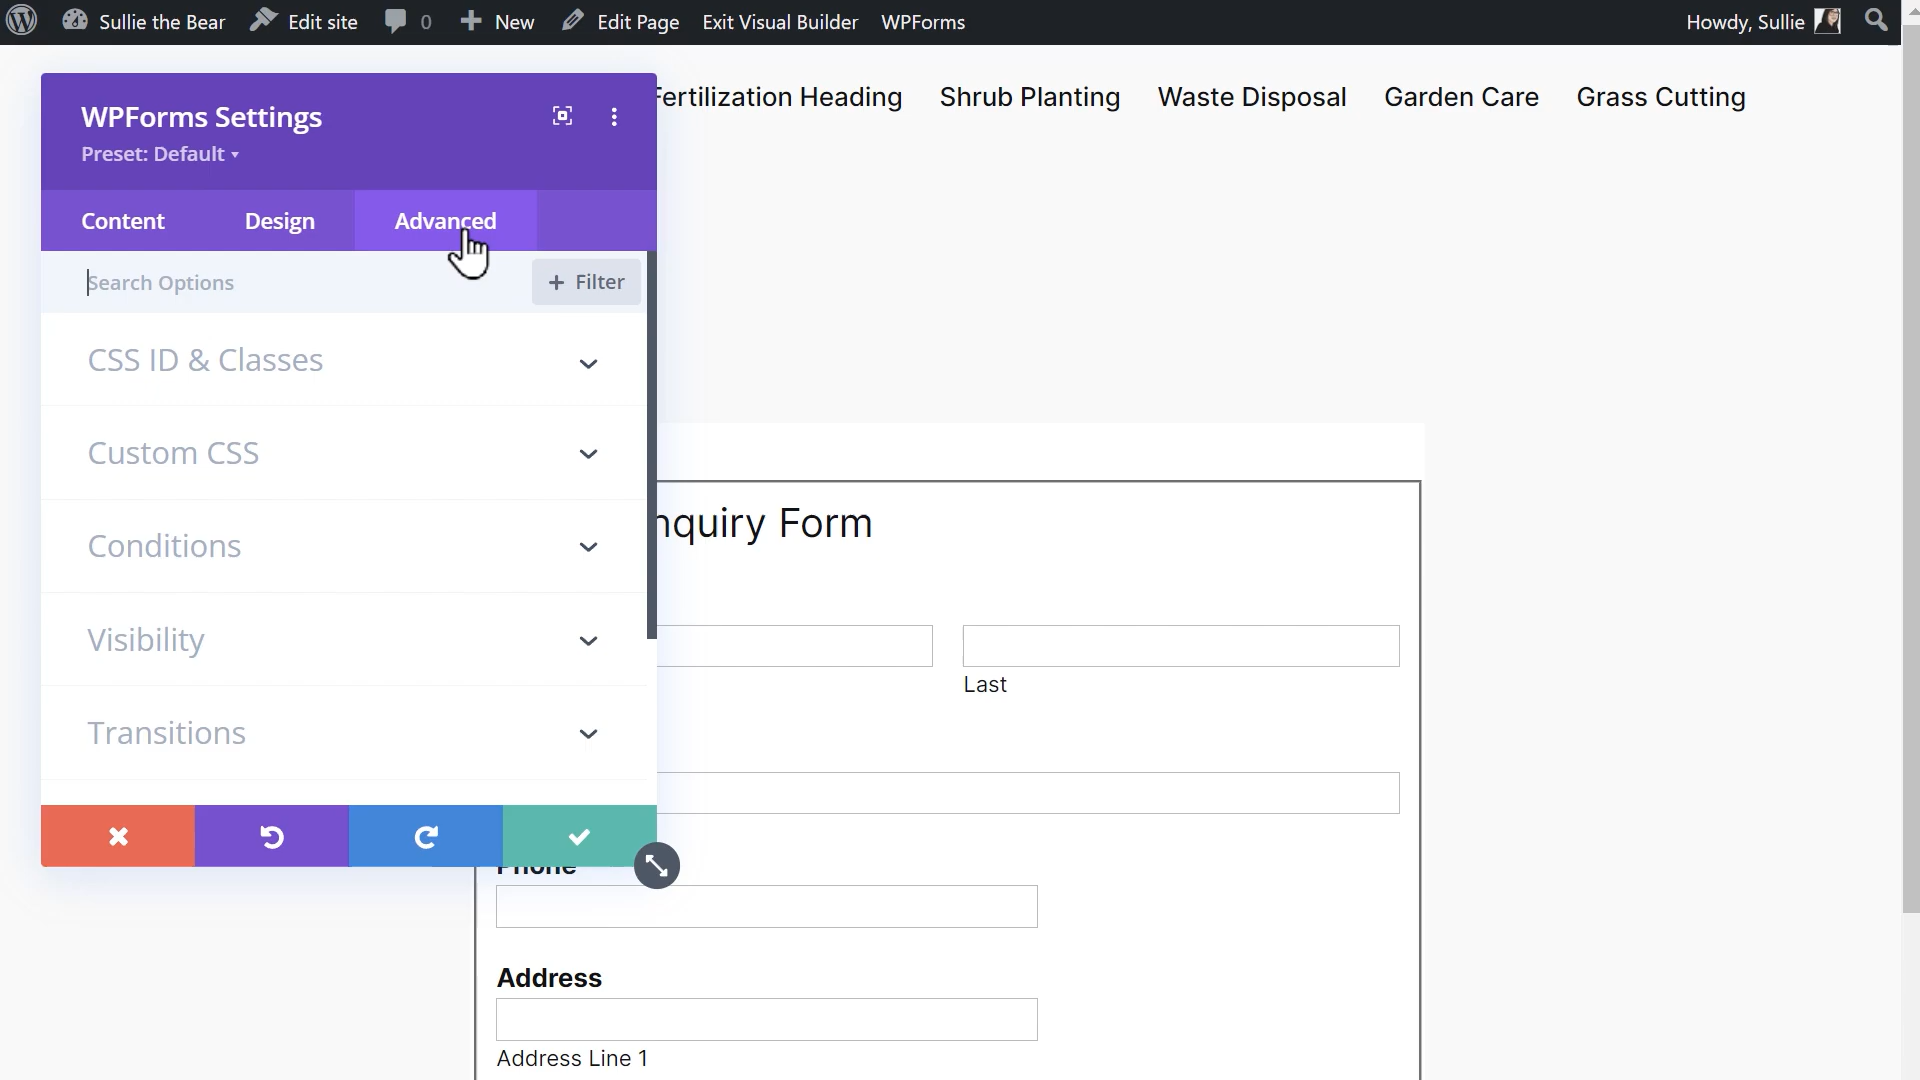 Sullie the Bear Edit site 0 New Edit Page Exit Visual Builder WPForms Howdy, Sullie
Heading Shrub Planting Waste Disposal Garden Care Grass Cutting
WPForms Settings
Preset: Default
Content Design Advanced
Search Options + Filter
CSS ID & Classes
Custom CSS
Conditions
Visibility
Transitions
nquiry Form
Last
Phone
Address
Address Line 1